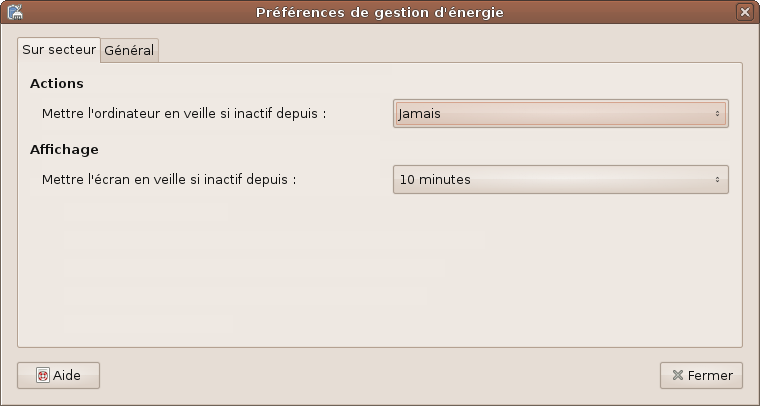 Préférences de gestion d'énergie
Sur secteur
Général
Actions
Mettre l'ordinateur en veille si inactif depuis :
Jamais
Affichage
Mettre l'écran en veille si inactif depuis :
10 minutes
Aide
Fermer